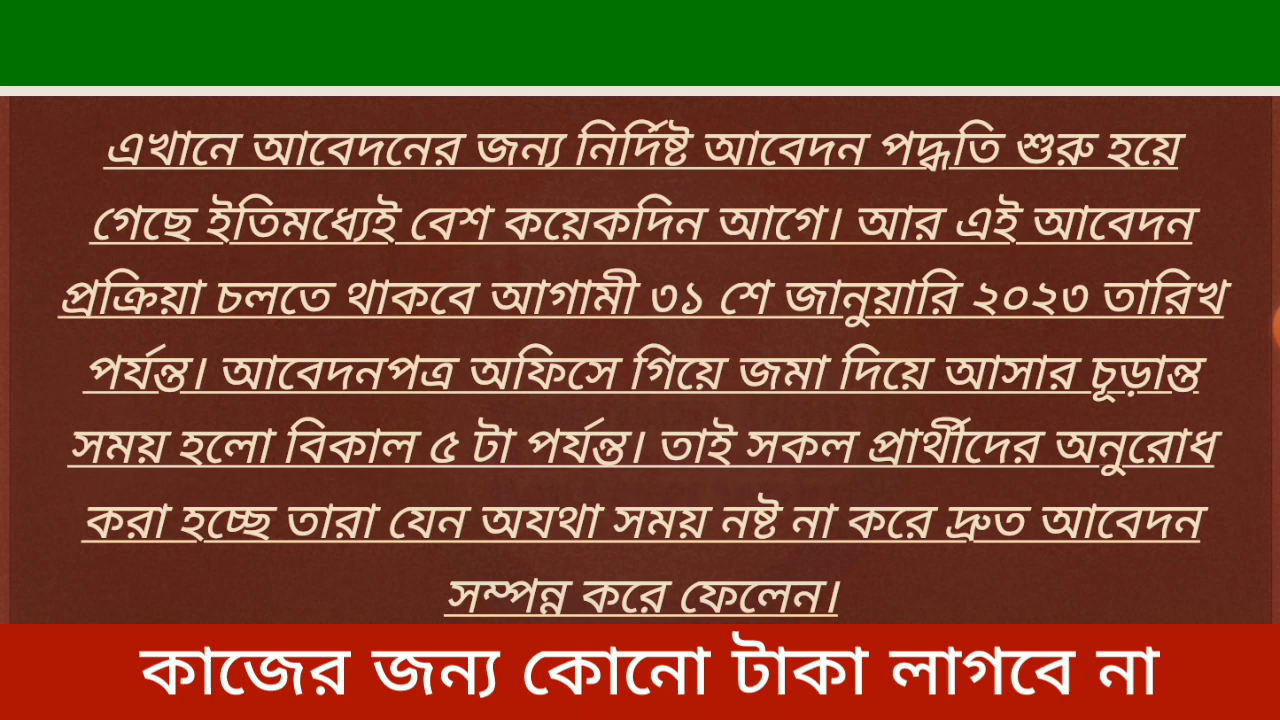 এখানে আবেদনের জন্য নির্দিষ্ট আবেদন পদ্ধতি শুরু হয়ে
গেছে ইতিমধ্যেই বেশ কয়েকদিন আগে। আর এই আবেদন
প্রক্রিয়া চলতে থাকবে আগামী ৩১ শে জানুয়ারি ২০২৩ তারিখ
পর্যন্ত। আবেদনপত্র অফিসে গিয়ে জমা দিয়ে আসার চূড়ান্ত
সময় হলো বিকাল ৫ টা পর্যন্ত। তাই সকল প্রার্থীদের অনুরোধ
করা হচ্ছে তারা যেন অযথা সময় নষ্ট না করে দ্রুত আবেদন
সম্পন্ন করে ফেলেন।
কাজের জন্য কোনো টাকা লাগবে না